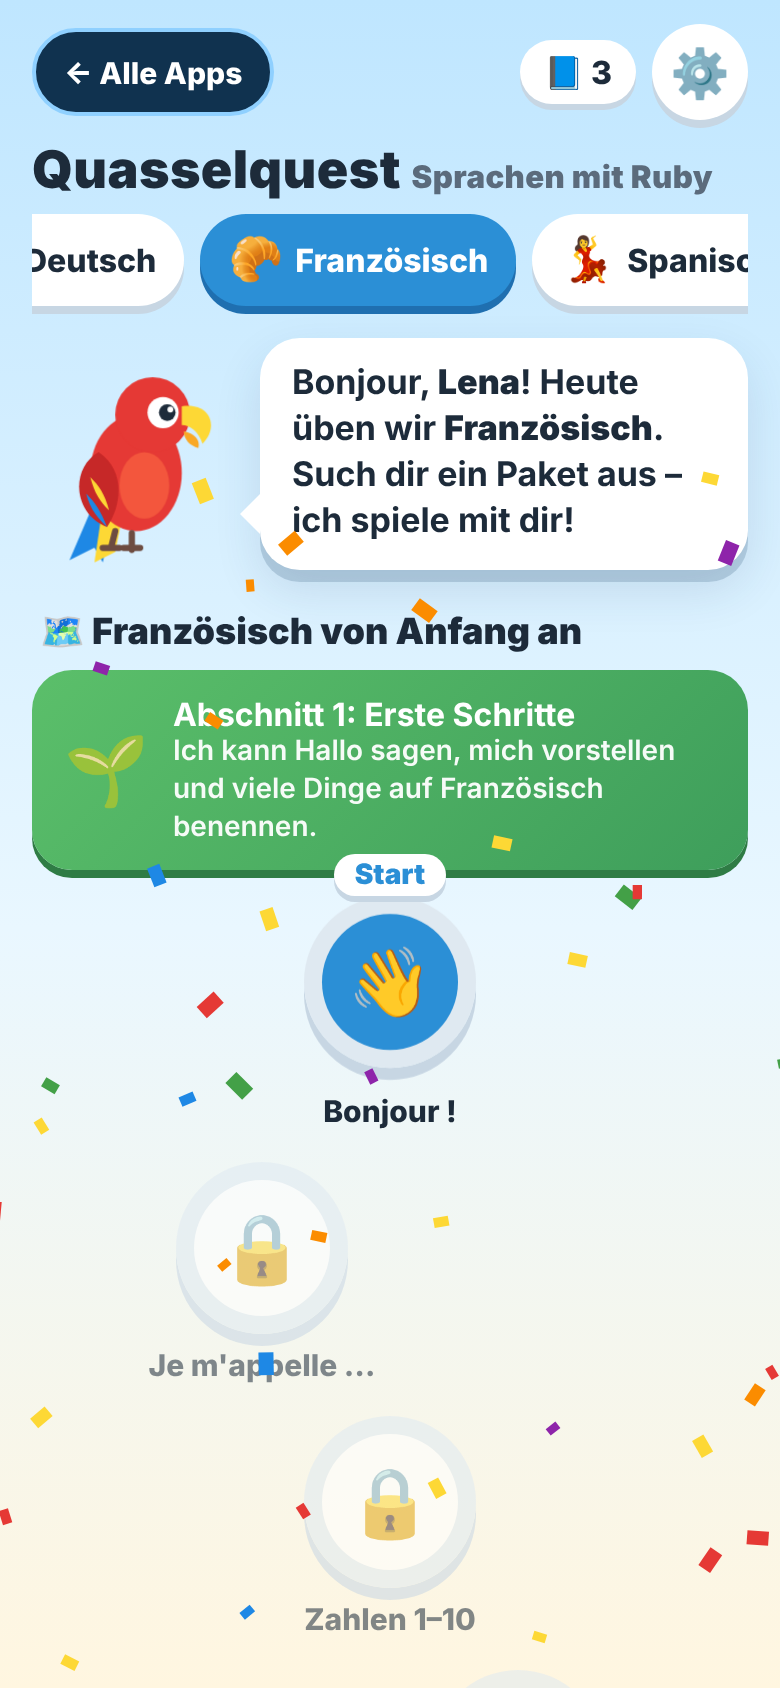 ← Alle Apps
3
Quasselquest Sprachen mit Ruby
Deutsch
Französisch
Spanisc
Bonjour, Lena! Heute
üben wir Französisch.
Such dir ein Paket aus –
ich spiele mit dir!
Französisch von Anfang an
Abschnitt 1: Erste Schritte
Ich kann Hallo sagen, mich vorstellen
und viele Dinge auf Französisch
benennen.
Start
Bonjour !
Je m'appelle ...
Zahlen 1–10